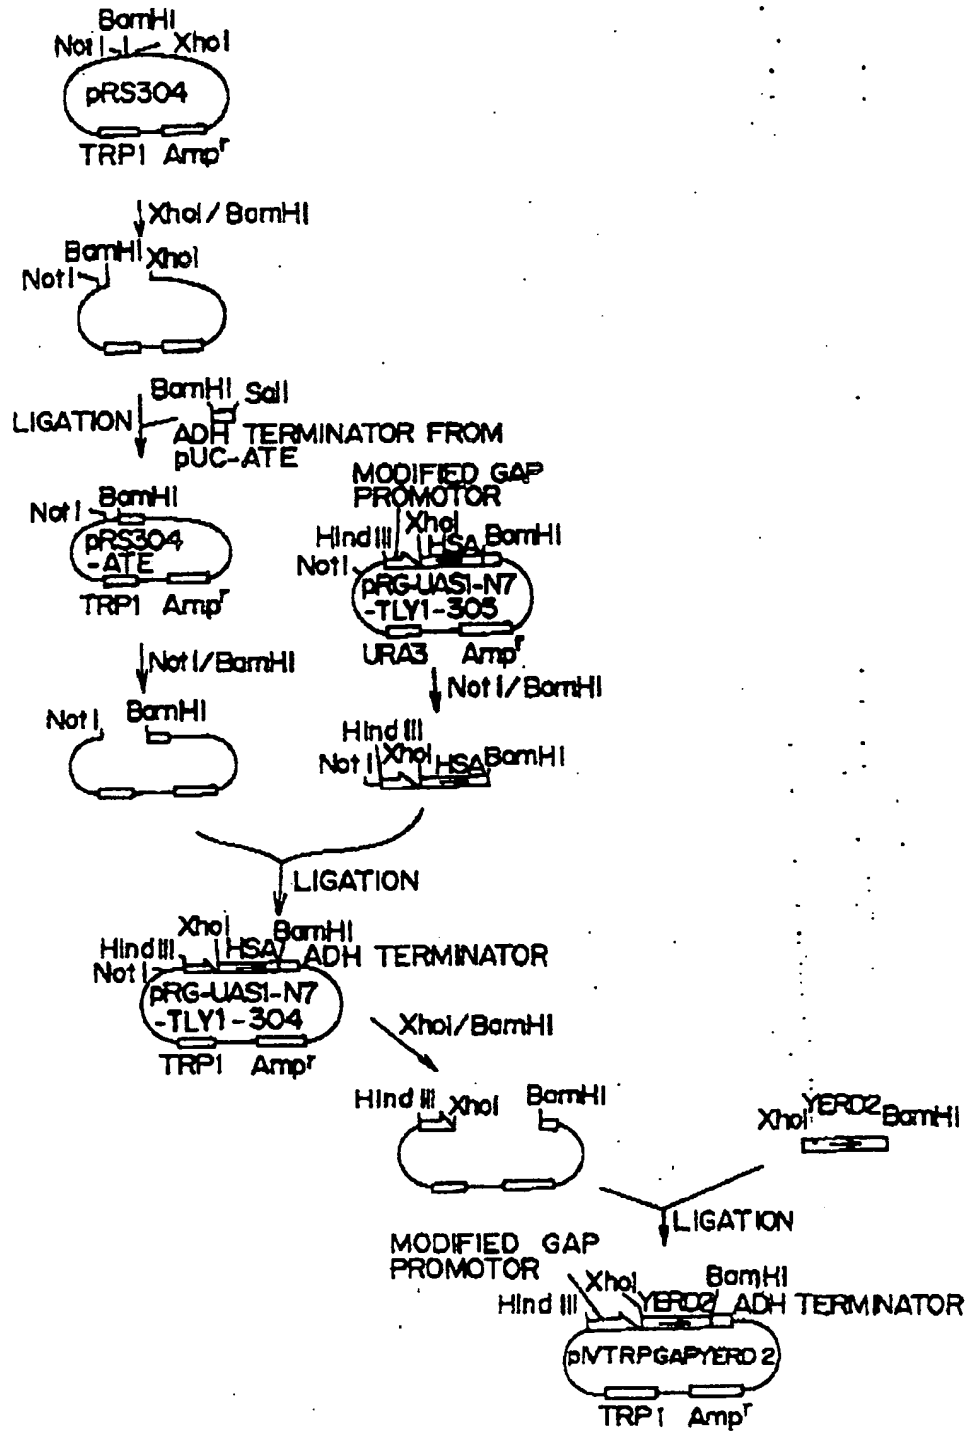 BamHI
NotI XhoI
pRS304
TRP1 Ampr
XhoI/BamHI
BamHI XhoI
NotI
BamHI SalI
LIGATION
ADH TERMINATOR FROM
pUC-ATE
MODIFIED GAP
PROMOTOR
NotI BamHI
pRS304
-ATE
TRP1 Ampr
XhoI
HindIII HSA BamHI
NotI
pRG-UAS1-N7
-TLY1-305
URA3 Ampr
NotI/BamHI
NotI/BamHI
NotI BamHI
HindIII
NotI XhoI HSA BamHI
LIGATION
XhoI BamHI
HindIII HSA ADH TERMINATOR
NotI
pRG-UAS1-N7
-TLY1-304
TRP1 Ampr
XhoI/BamHI
HindIII XhoI BamHI
XhoI YERD2 BamHI
LIGATION
MODIFIED GAP
PROMOTOR
XhoI BamHI
HindIII YERD2 ADH TERMINATOR
pIVTRPGAPYERD2
TRP1 Ampr